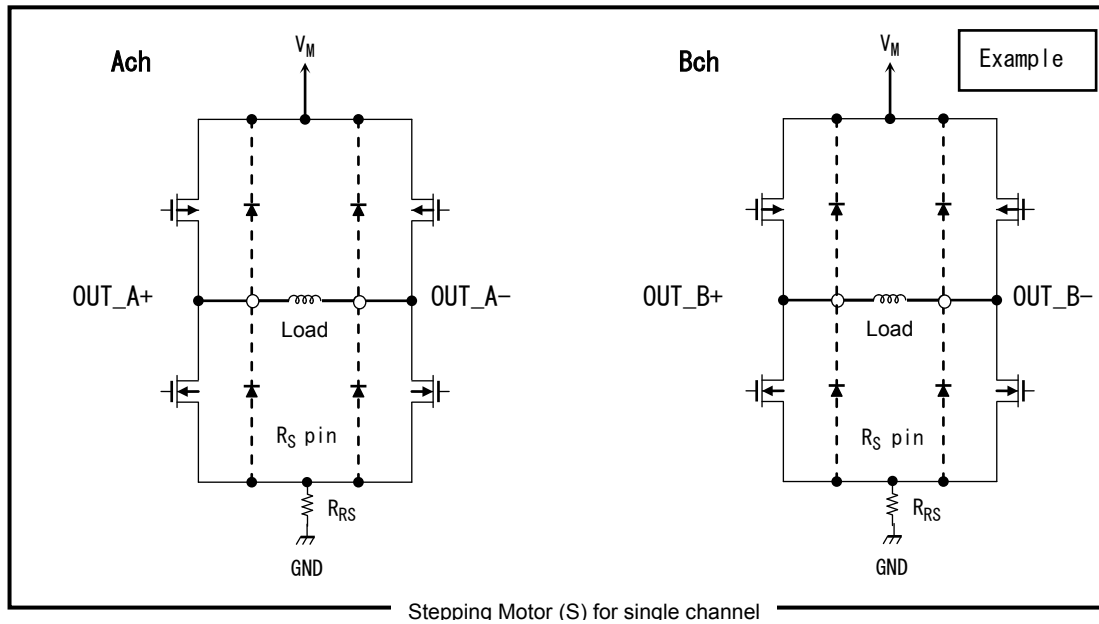 Ach
V_M
OUT_A+
OUT_A-
Load
R_S pin
R_RS
GND
Bch
V_M
Example
OUT_B+
OUT_B-
Load
R_S pin
R_RS
GND
Stepping Motor (S) for single channel